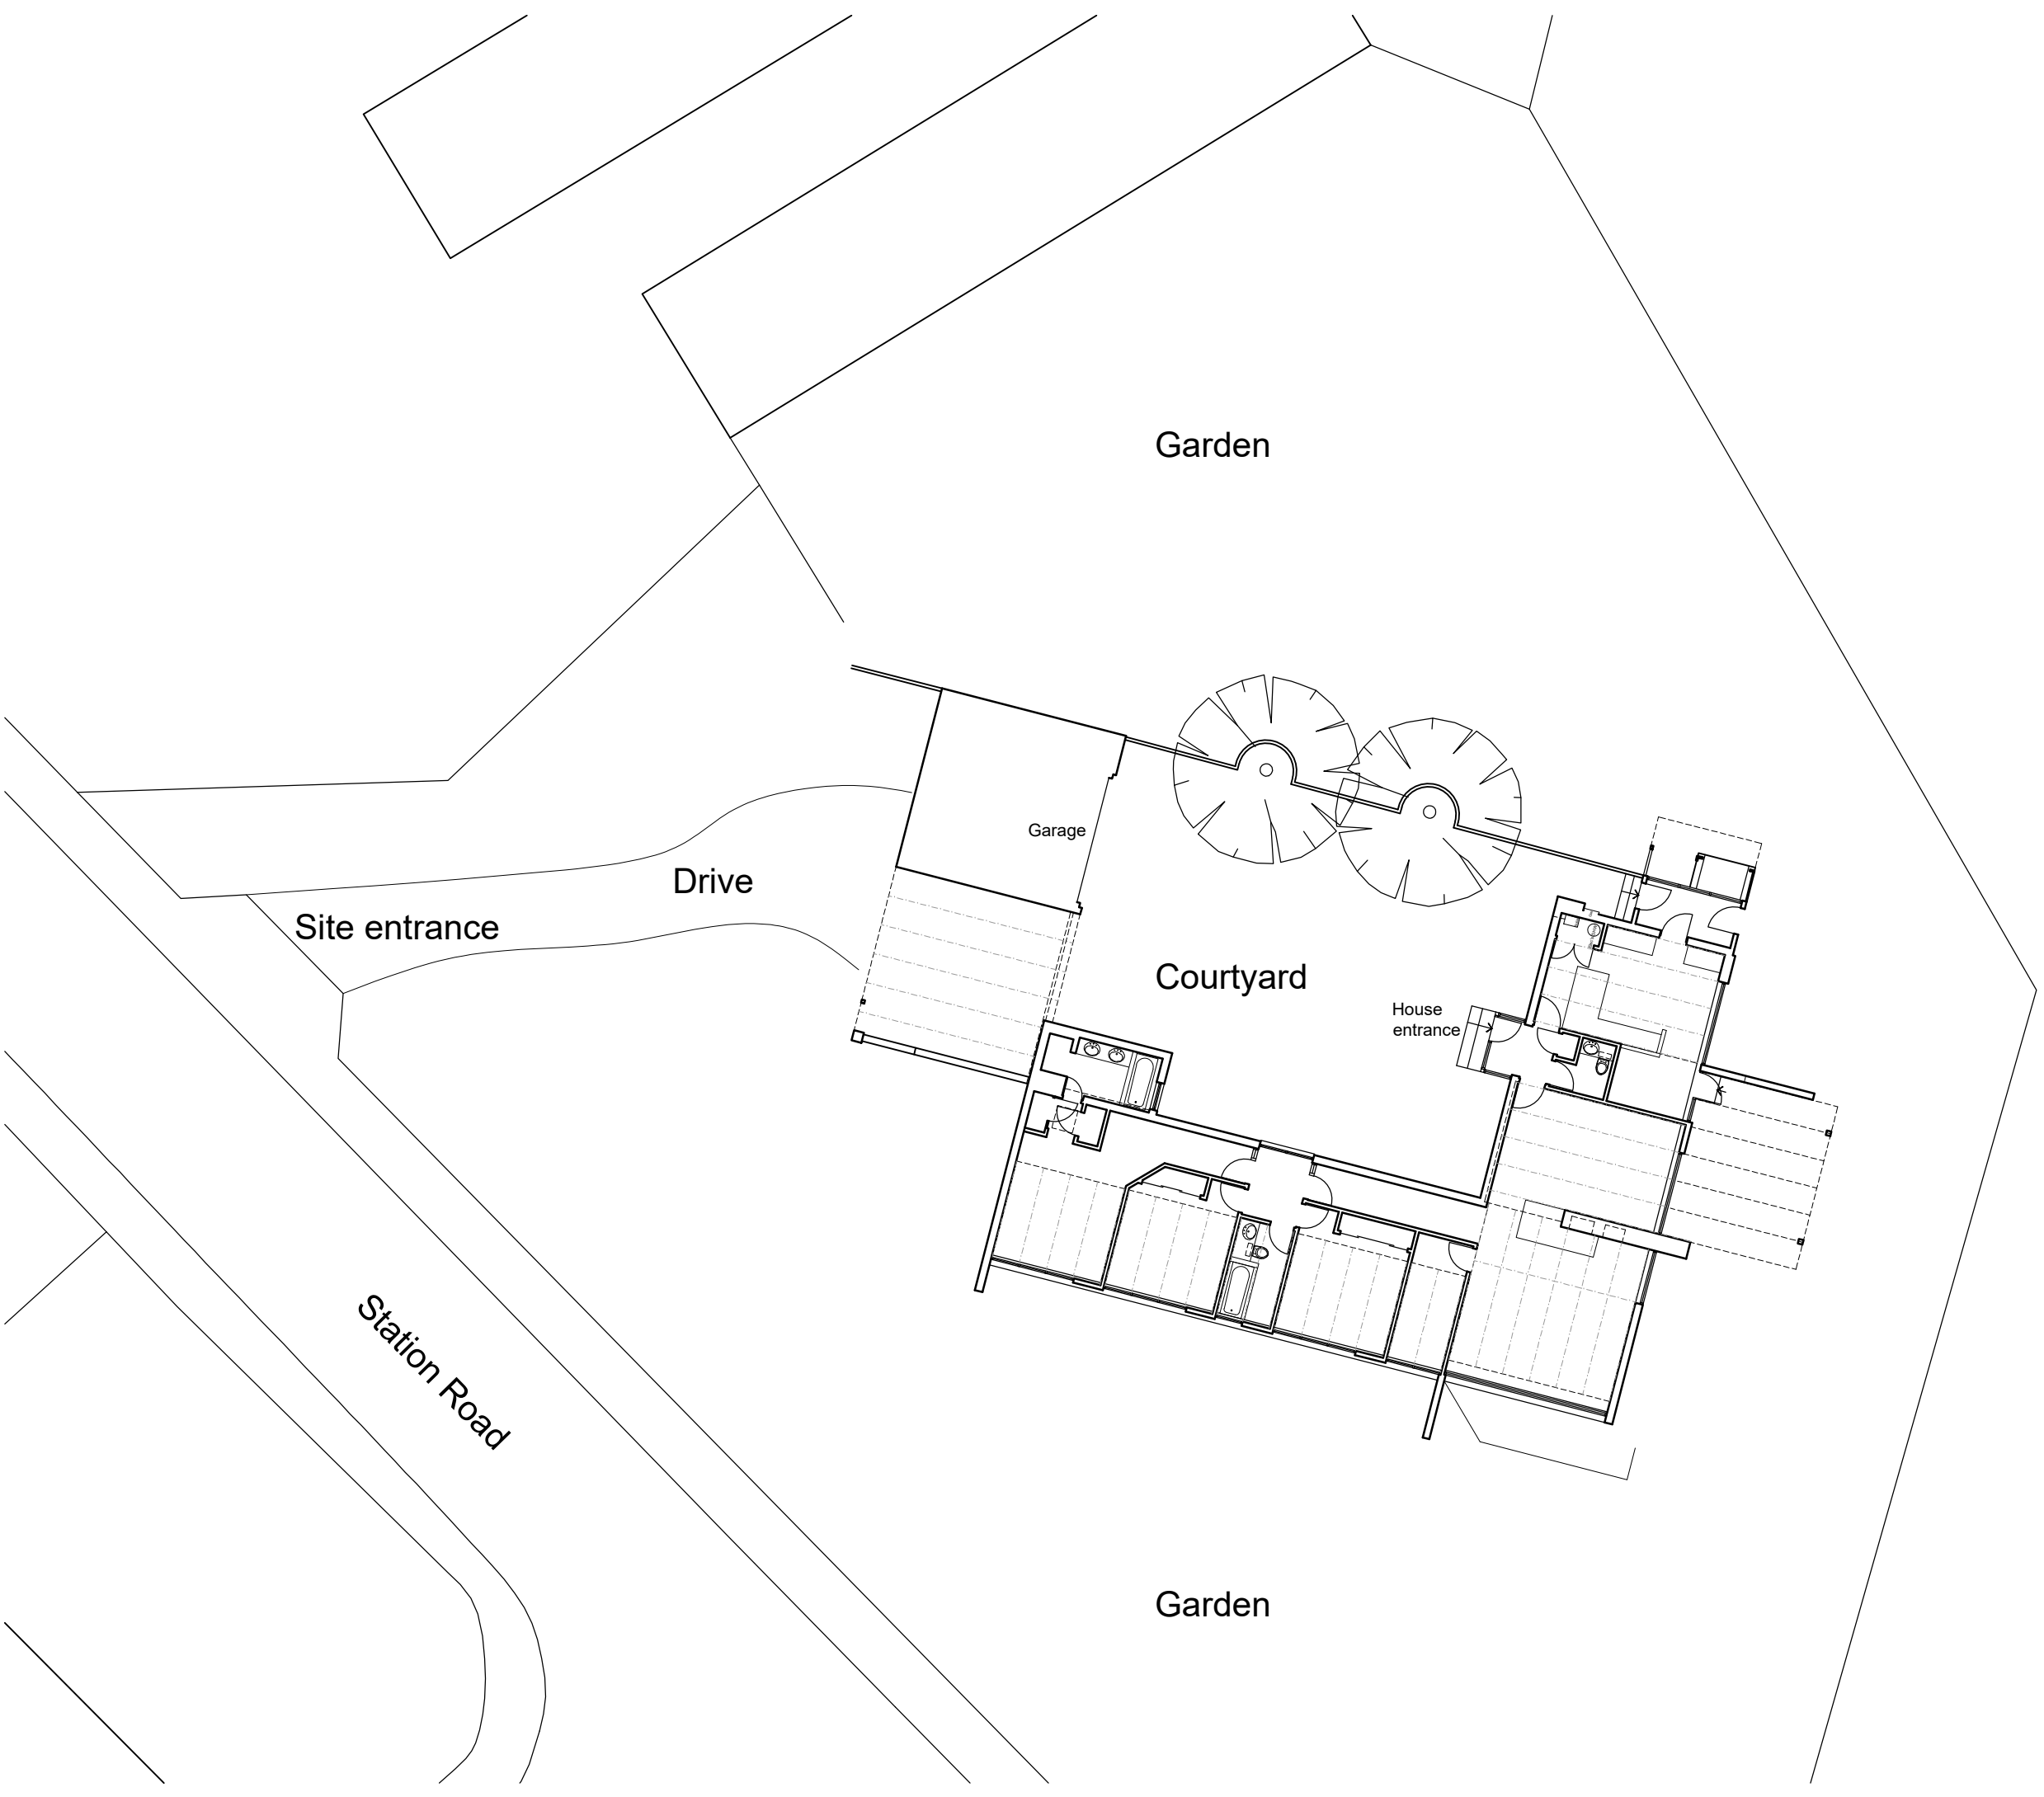 Garden
Garage
Drive
Site entrance
Courtyard
House
entrance
Station Road
Garden